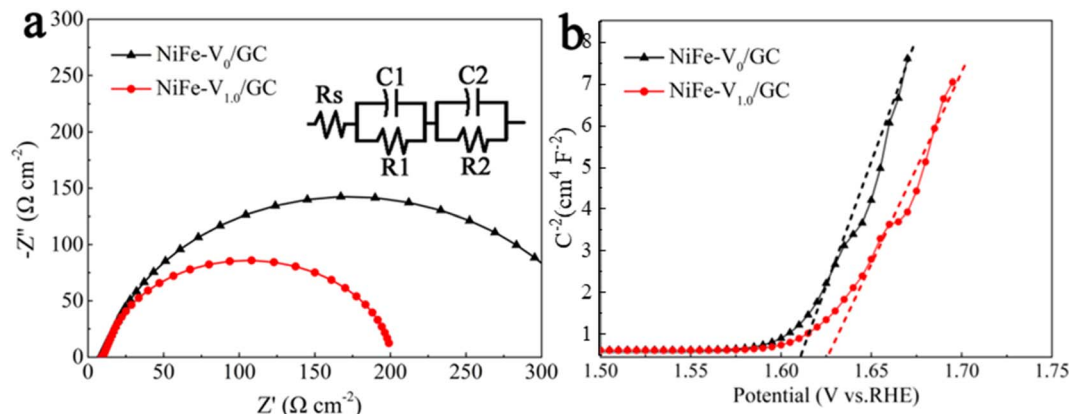 a
300
250
200
150
100
50
0
-Z" (Ω cm⁻²)
NiFe-V₀/GC
NiFe-V₁.₀/GC
Rs
C1
C2
R1
R2
0 50 100 150 200 250 300
Z' (Ω cm⁻²)
b
8
7
6
5
4
3
2
1
C⁻²(cm⁴ F⁻²)
NiFe-V₀/GC
NiFe-V₁.₀/GC
1.50 1.55 1.60 1.65 1.70 1.75
Potential (V vs.RHE)